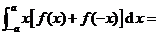 ∫_{-a}^{a} x[f(x)+f(-x)]dx=